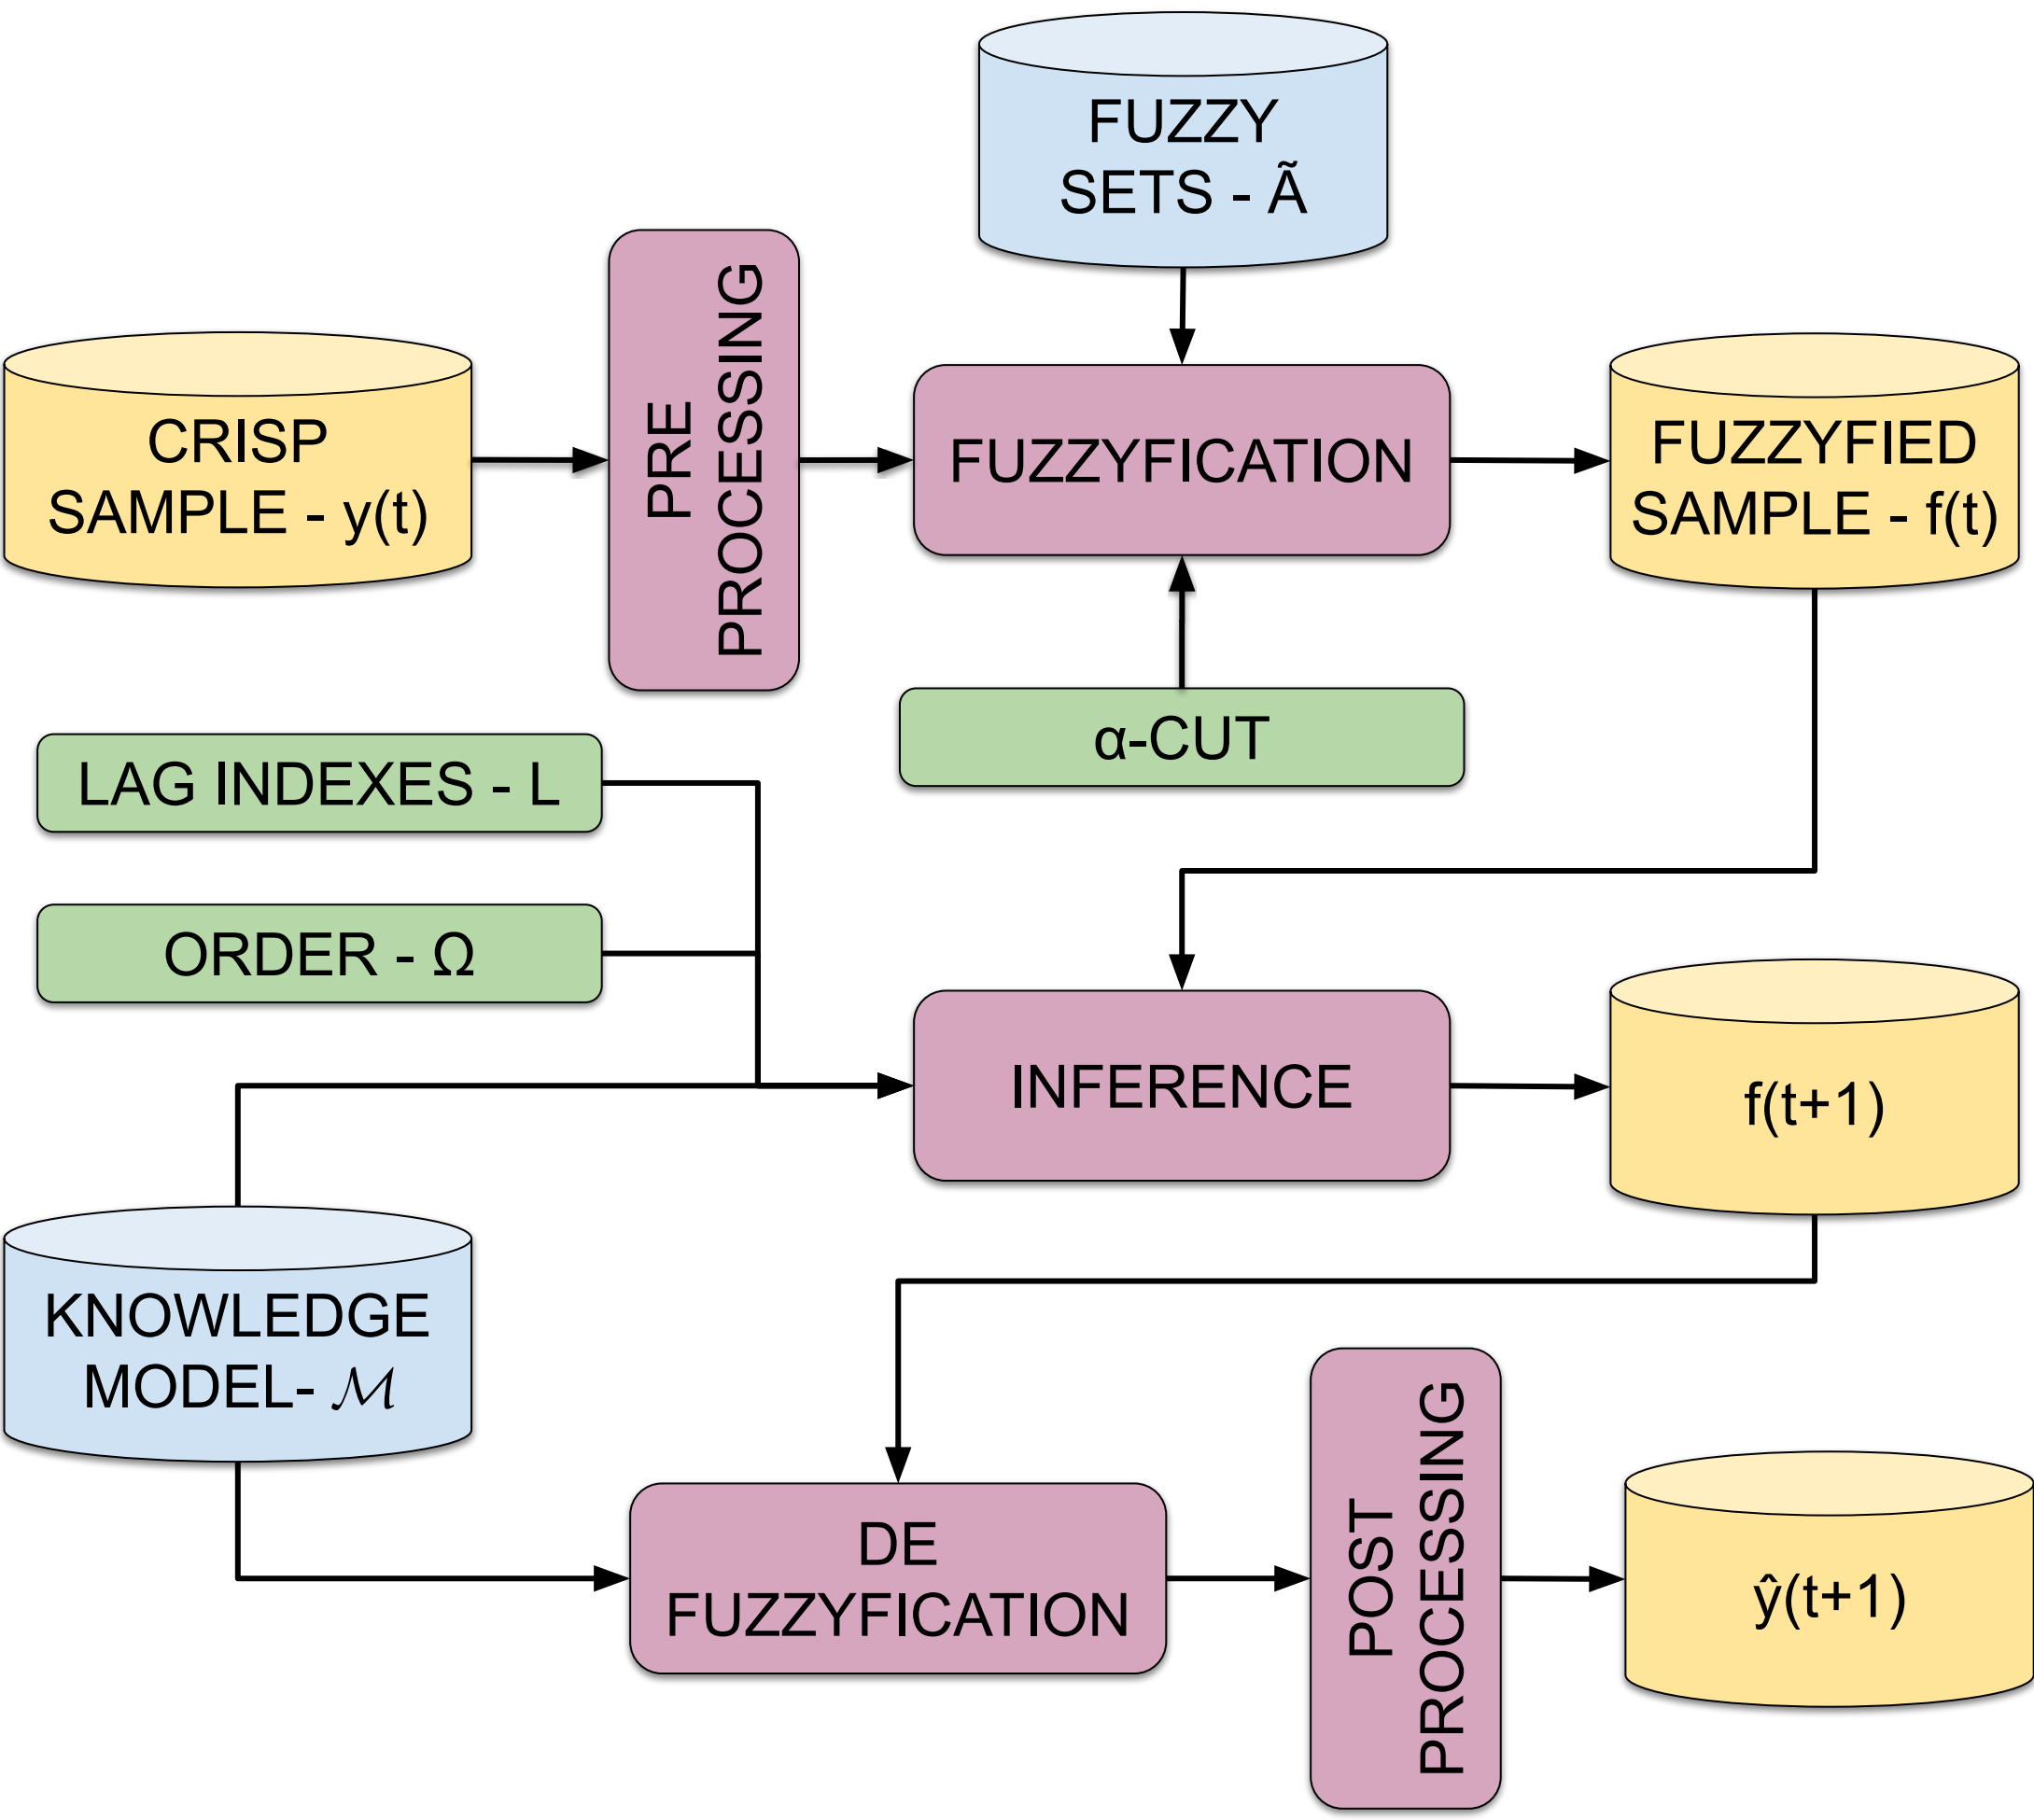 FUZZY
SETS - Ã
PRE
PROCESSING
CRISP
SAMPLE - y(t)
FUZZYFICATION
FUZZYFIED
SAMPLE - f(t)
α-CUT
LAG INDEXES - L
ORDER - Ω
INFERENCE
f(t+1)
KNOWLEDGE
MODEL- ℳ
DE
FUZZYFICATION
POST
PROCESSING
ŷ(t+1)